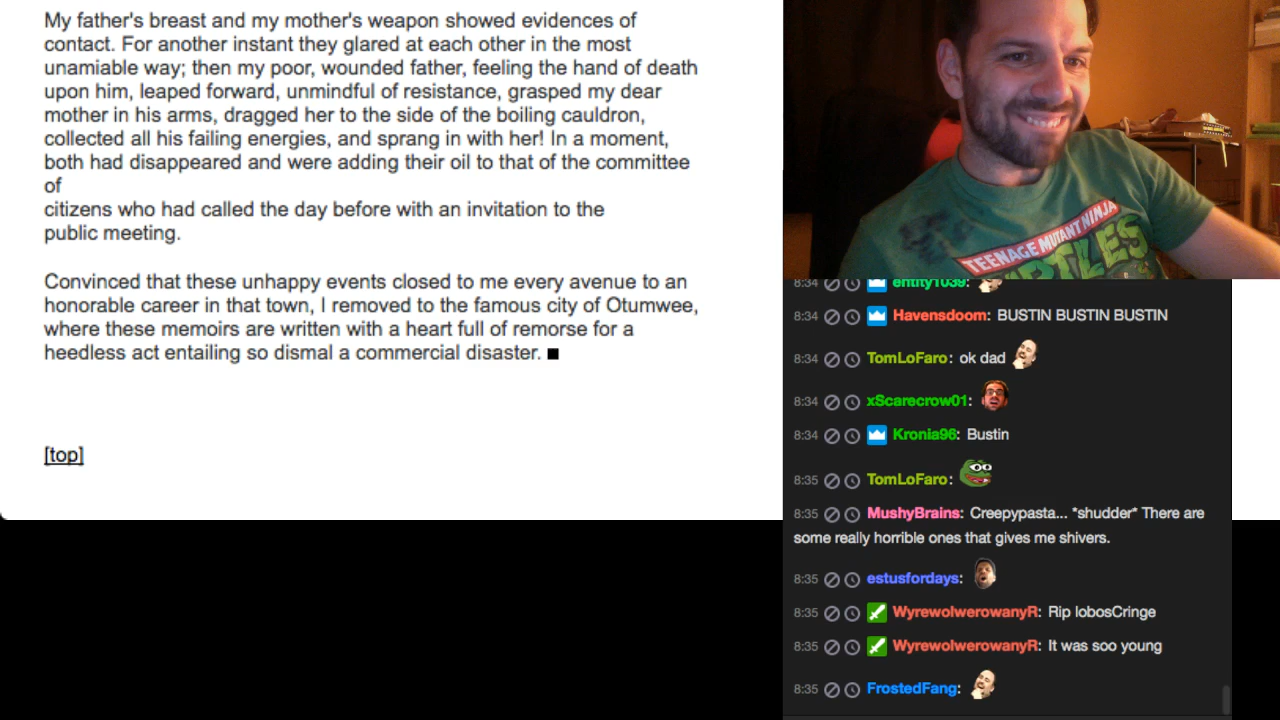 My father's breast and my mother's weapon showed evidences of
contact. For another instant they glared at each other in the most
unamiable way; then my poor, wounded father, feeling the hand of death
upon him, leaped forward, unmindful of resistance, grasped my dear
mother in his arms, dragged her to the side of the boiling cauldron,
collected all his failing energies, and sprang in with her! In a moment,
both had disappeared and were adding their oil to that of the committee
of
citizens who had called the day before with an invitation to the
public meeting.
Convinced that these unhappy events closed to me every avenue to an
honorable career in that town, I removed to the famous city of Otumwee,
where these memoirs are written with a heart full of remorse for a
heedless act entailing so dismal a commercial disaster. ■
[top]
TEENAGE MUTANT NINJA
TURTLES
8:34 entity1039:
8:34 Havensdoom: BUSTIN BUSTIN BUSTIN
8:34 TomLoFaro: ok dad
8:34 xScarecrow01:
8:34 Kronia96: Bustin
8:35 TomLoFaro:
8:35 MushyBrains: Creepypasta... *shudder* There are
some really horrible ones that gives me shivers.
8:35 estusfordays:
8:35 WyrewolwerowanyR: Rip lobosCringe
8:35 WyrewolwerowanyR: It was soo young
8:35 FrostedFang: